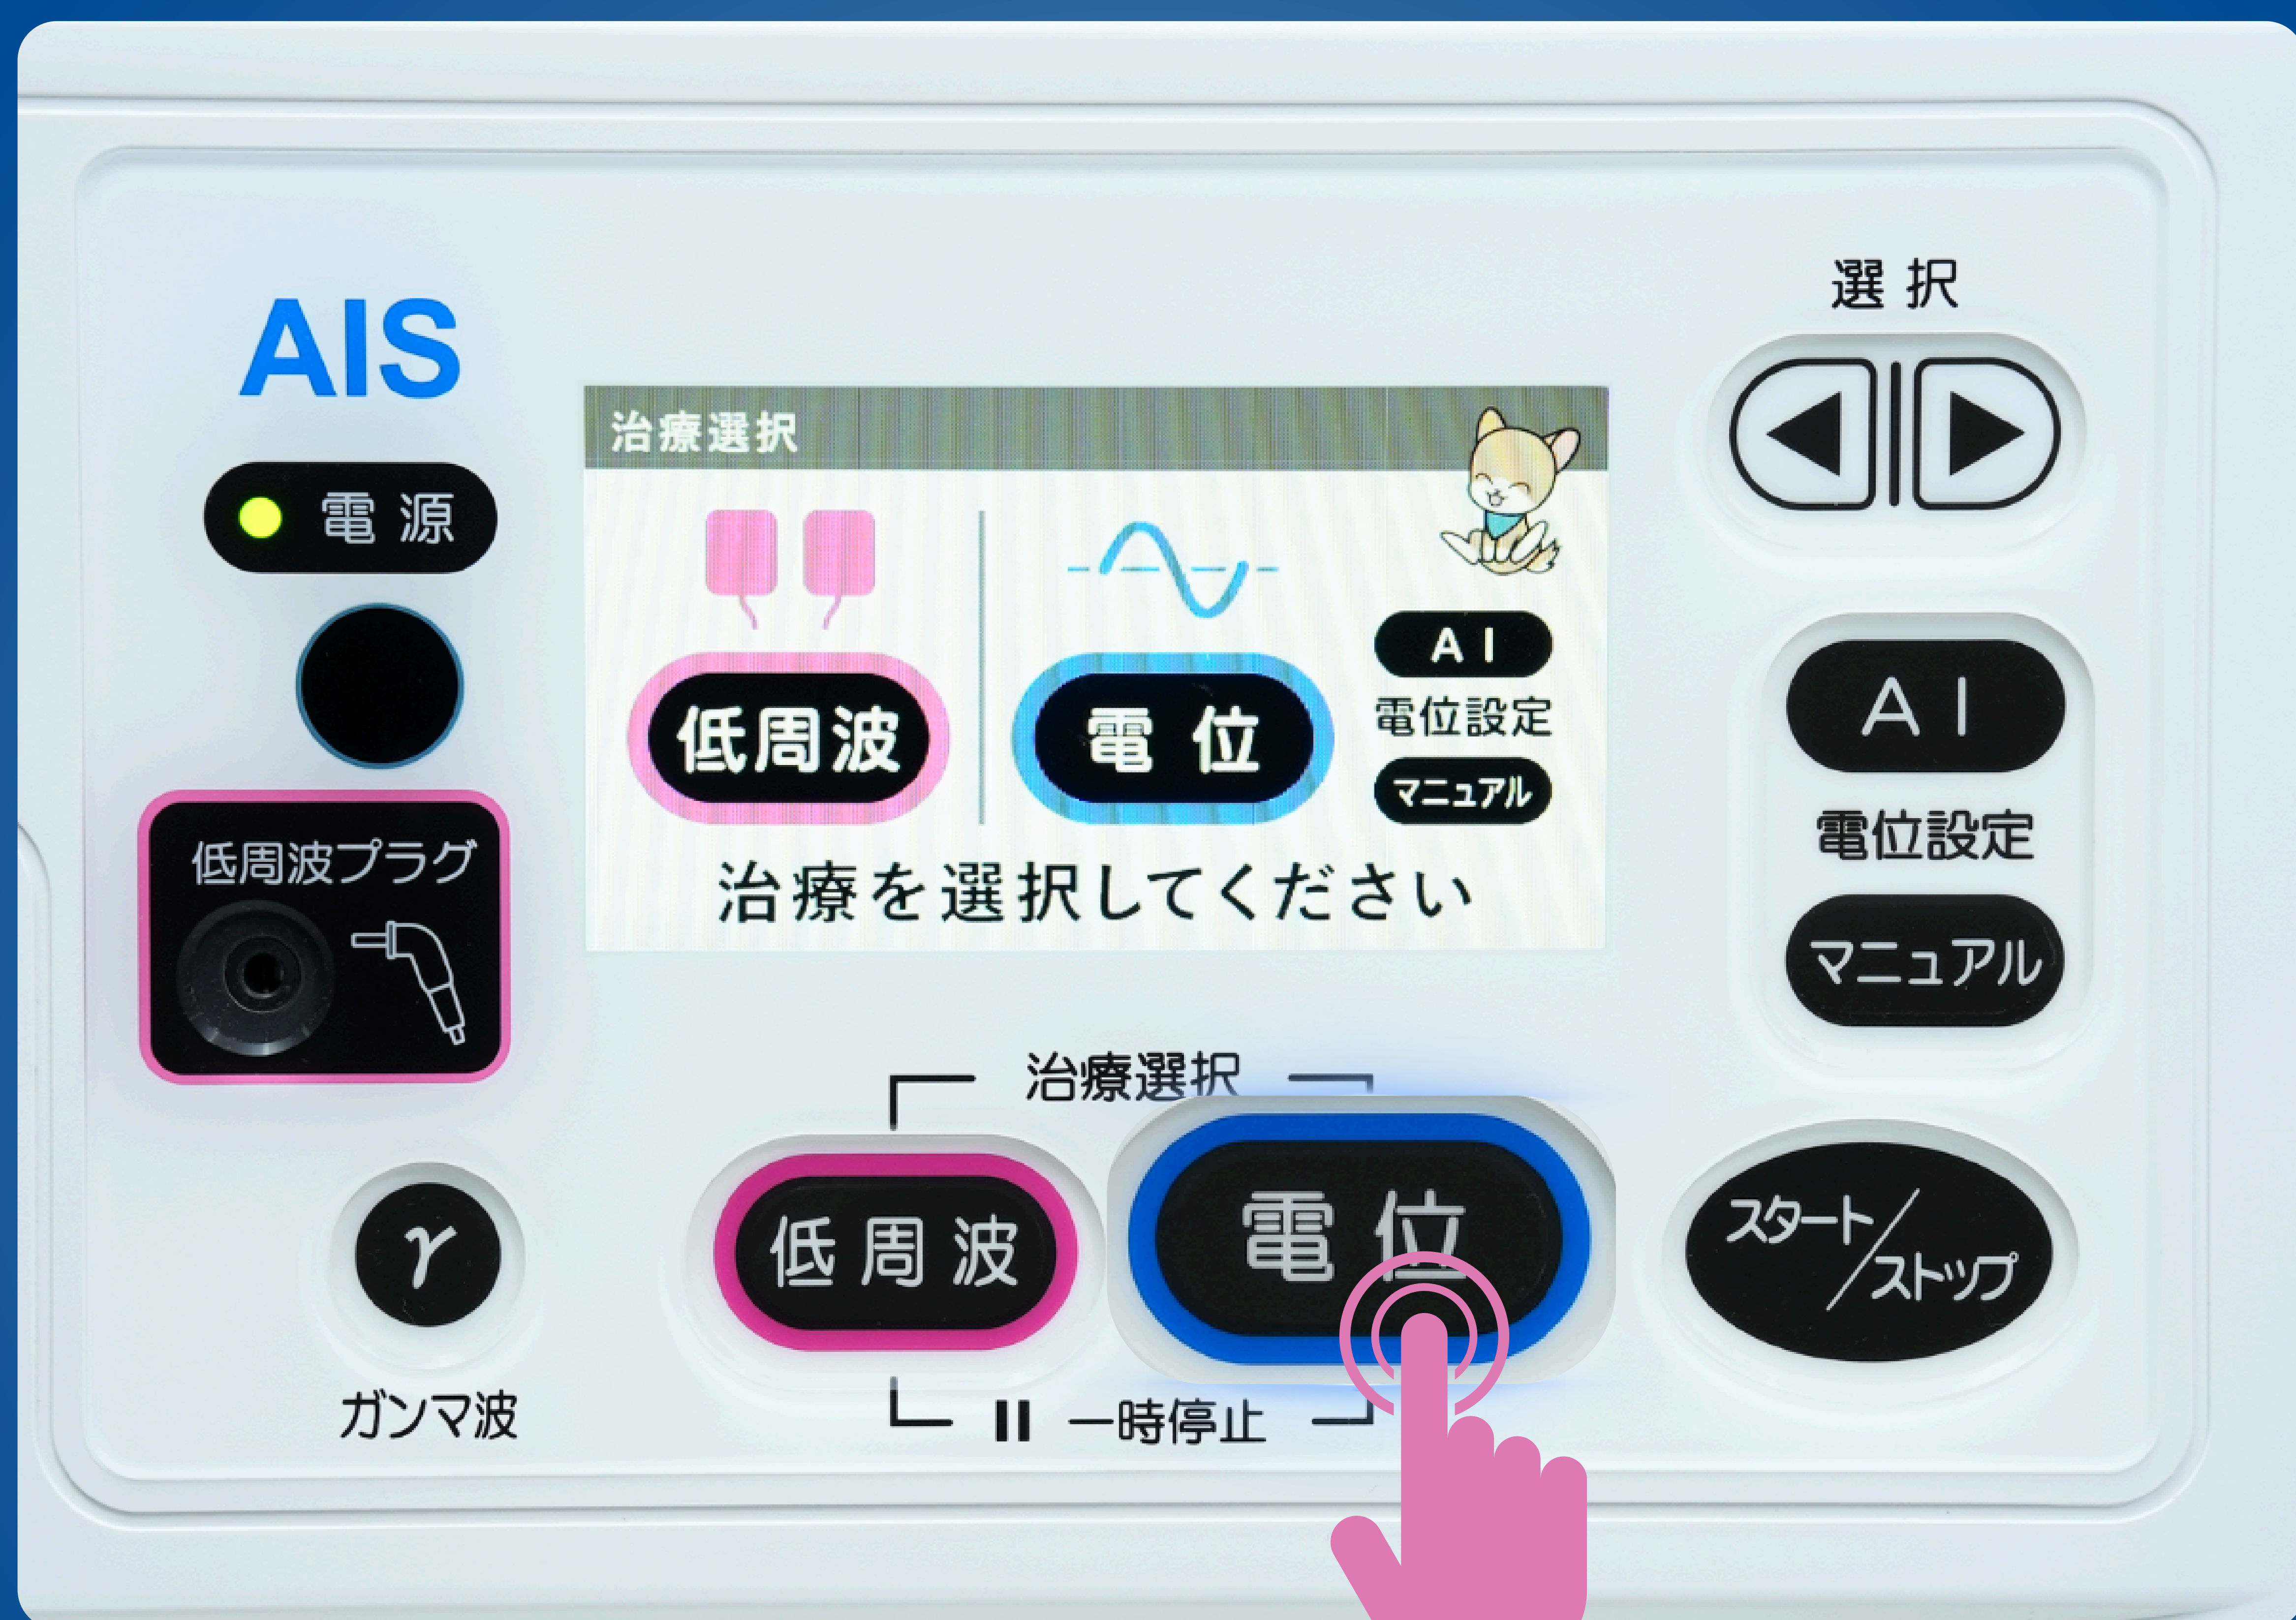 AIS
電源
低周波プラグ
γ
ガンマ波
治療選択
低周波
電位
AI
電位設定
マニュアル
治療を選択してください
治療選択
低周波
電位
一時停止
選択
AI
電位設定
マニュアル
スタート/
ストップ